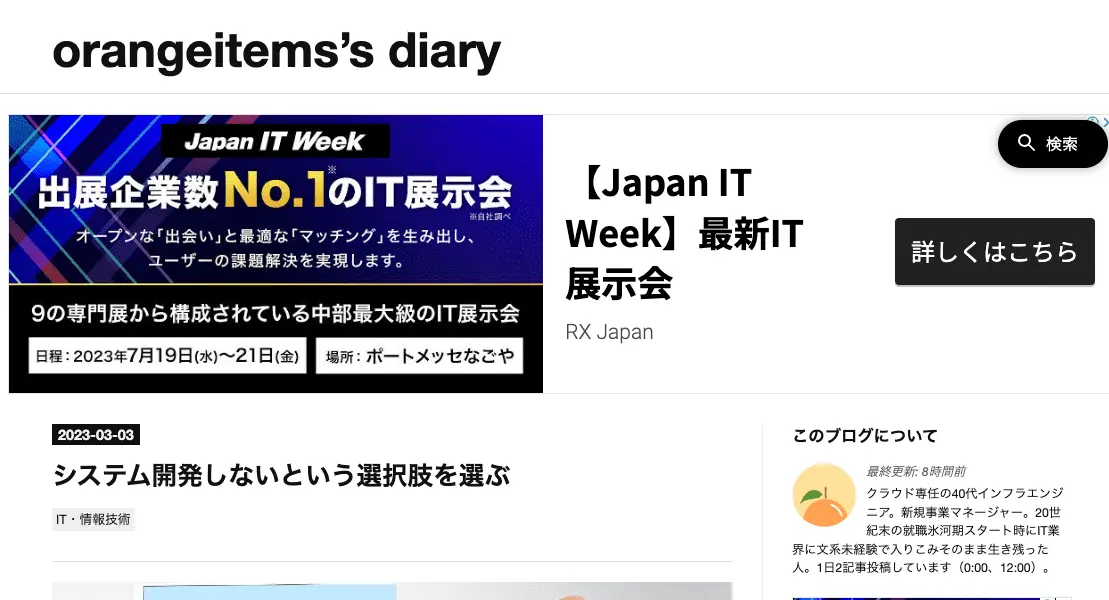 orangeitems’s diary
Japan IT Week
出展企業数No.1のIT展示会
※
※自社調べ
オープンな｢出会い｣と最適な｢マッチング｣を生み出し、
ユーザーの課題解決を実現します。
9の専門展から構成されている中部最大級のIT展示会
日程：2023年7月19日(水)〜21日(金)
場所：ポートメッセなごや
【Japan IT
Week】最新IT
展示会
RX Japan
詳しくはこちら
検索
2023-03-03
システム開発しないという選択肢を選ぶ
IT・情報技術
このブログについて
最終更新: 8時間前
クラウド専任の40代インフラエンジ
ニア。新規事業マネージャー。20世
紀末の就職氷河期スタート時にIT業
界に文系未経験で入りこみそのまま生き残った
人。1日2記事投稿しています（0:00、12:00）。